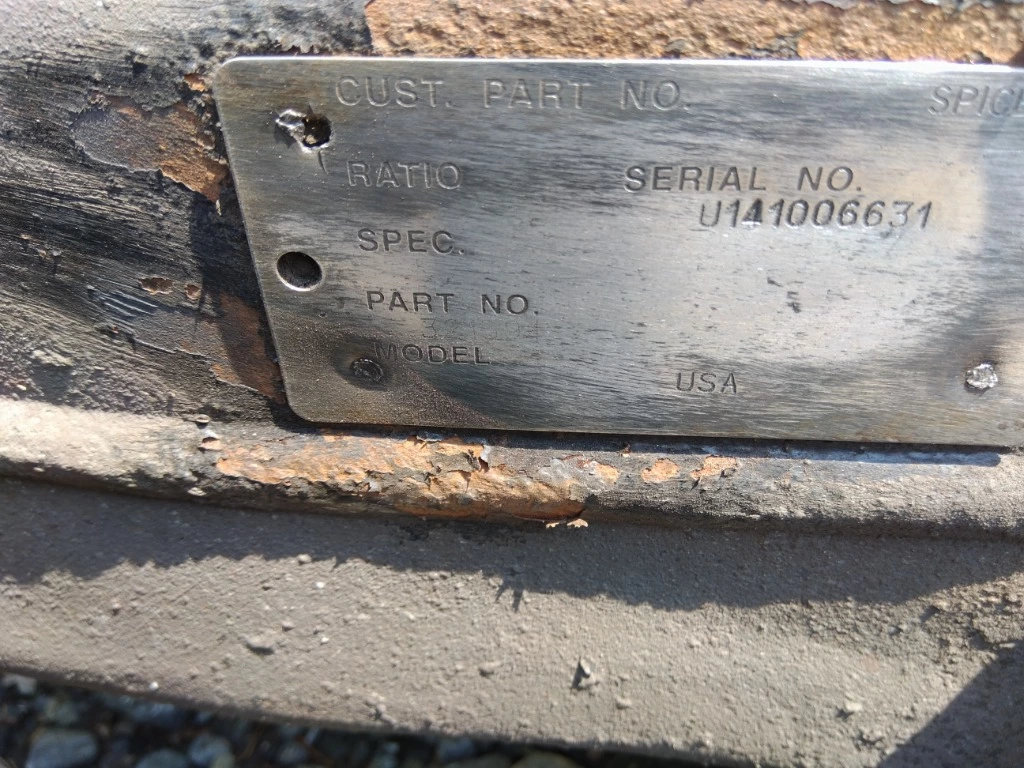 CUST. PART NO.
RATIO
SERIAL NO.
U141006631
SPEC.
PART NO.
MODEL
USA